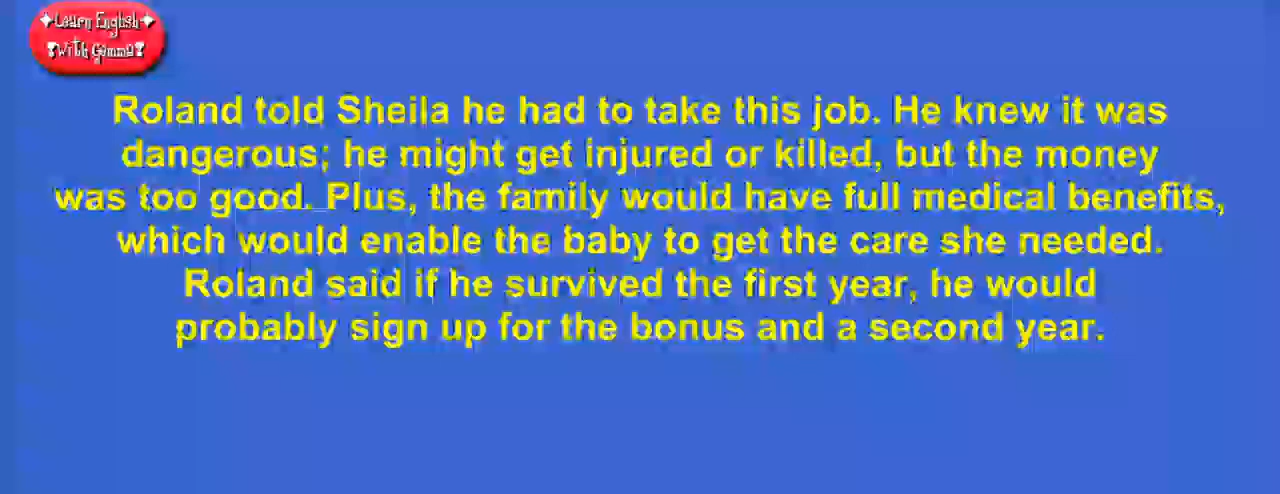 Learn English
With Gemma
Roland told Sheila he had to take this job. He knew it was
dangerous; he might get injured or killed, but the money
was too good. Plus, the family would have full medical benefits,
which would enable the baby to get the care she needed.
Roland said if he survived the first year, he would
probably sign up for the bonus and a second year.